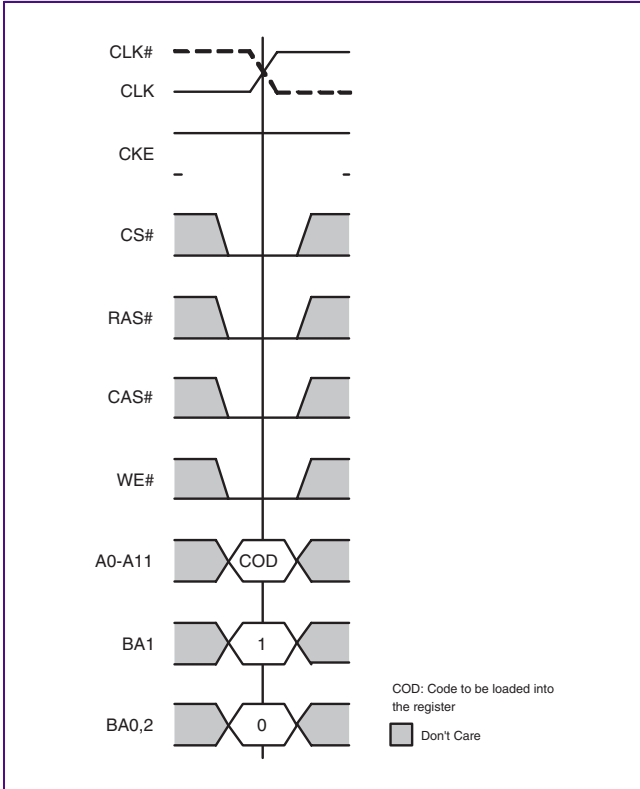 CLK#
CLK
CKE
CS#
RAS#
CAS#
WE#
A0-A11
COD
BA1
1
BA0,2
0
COD: Code to be loaded into
the register
Don't Care